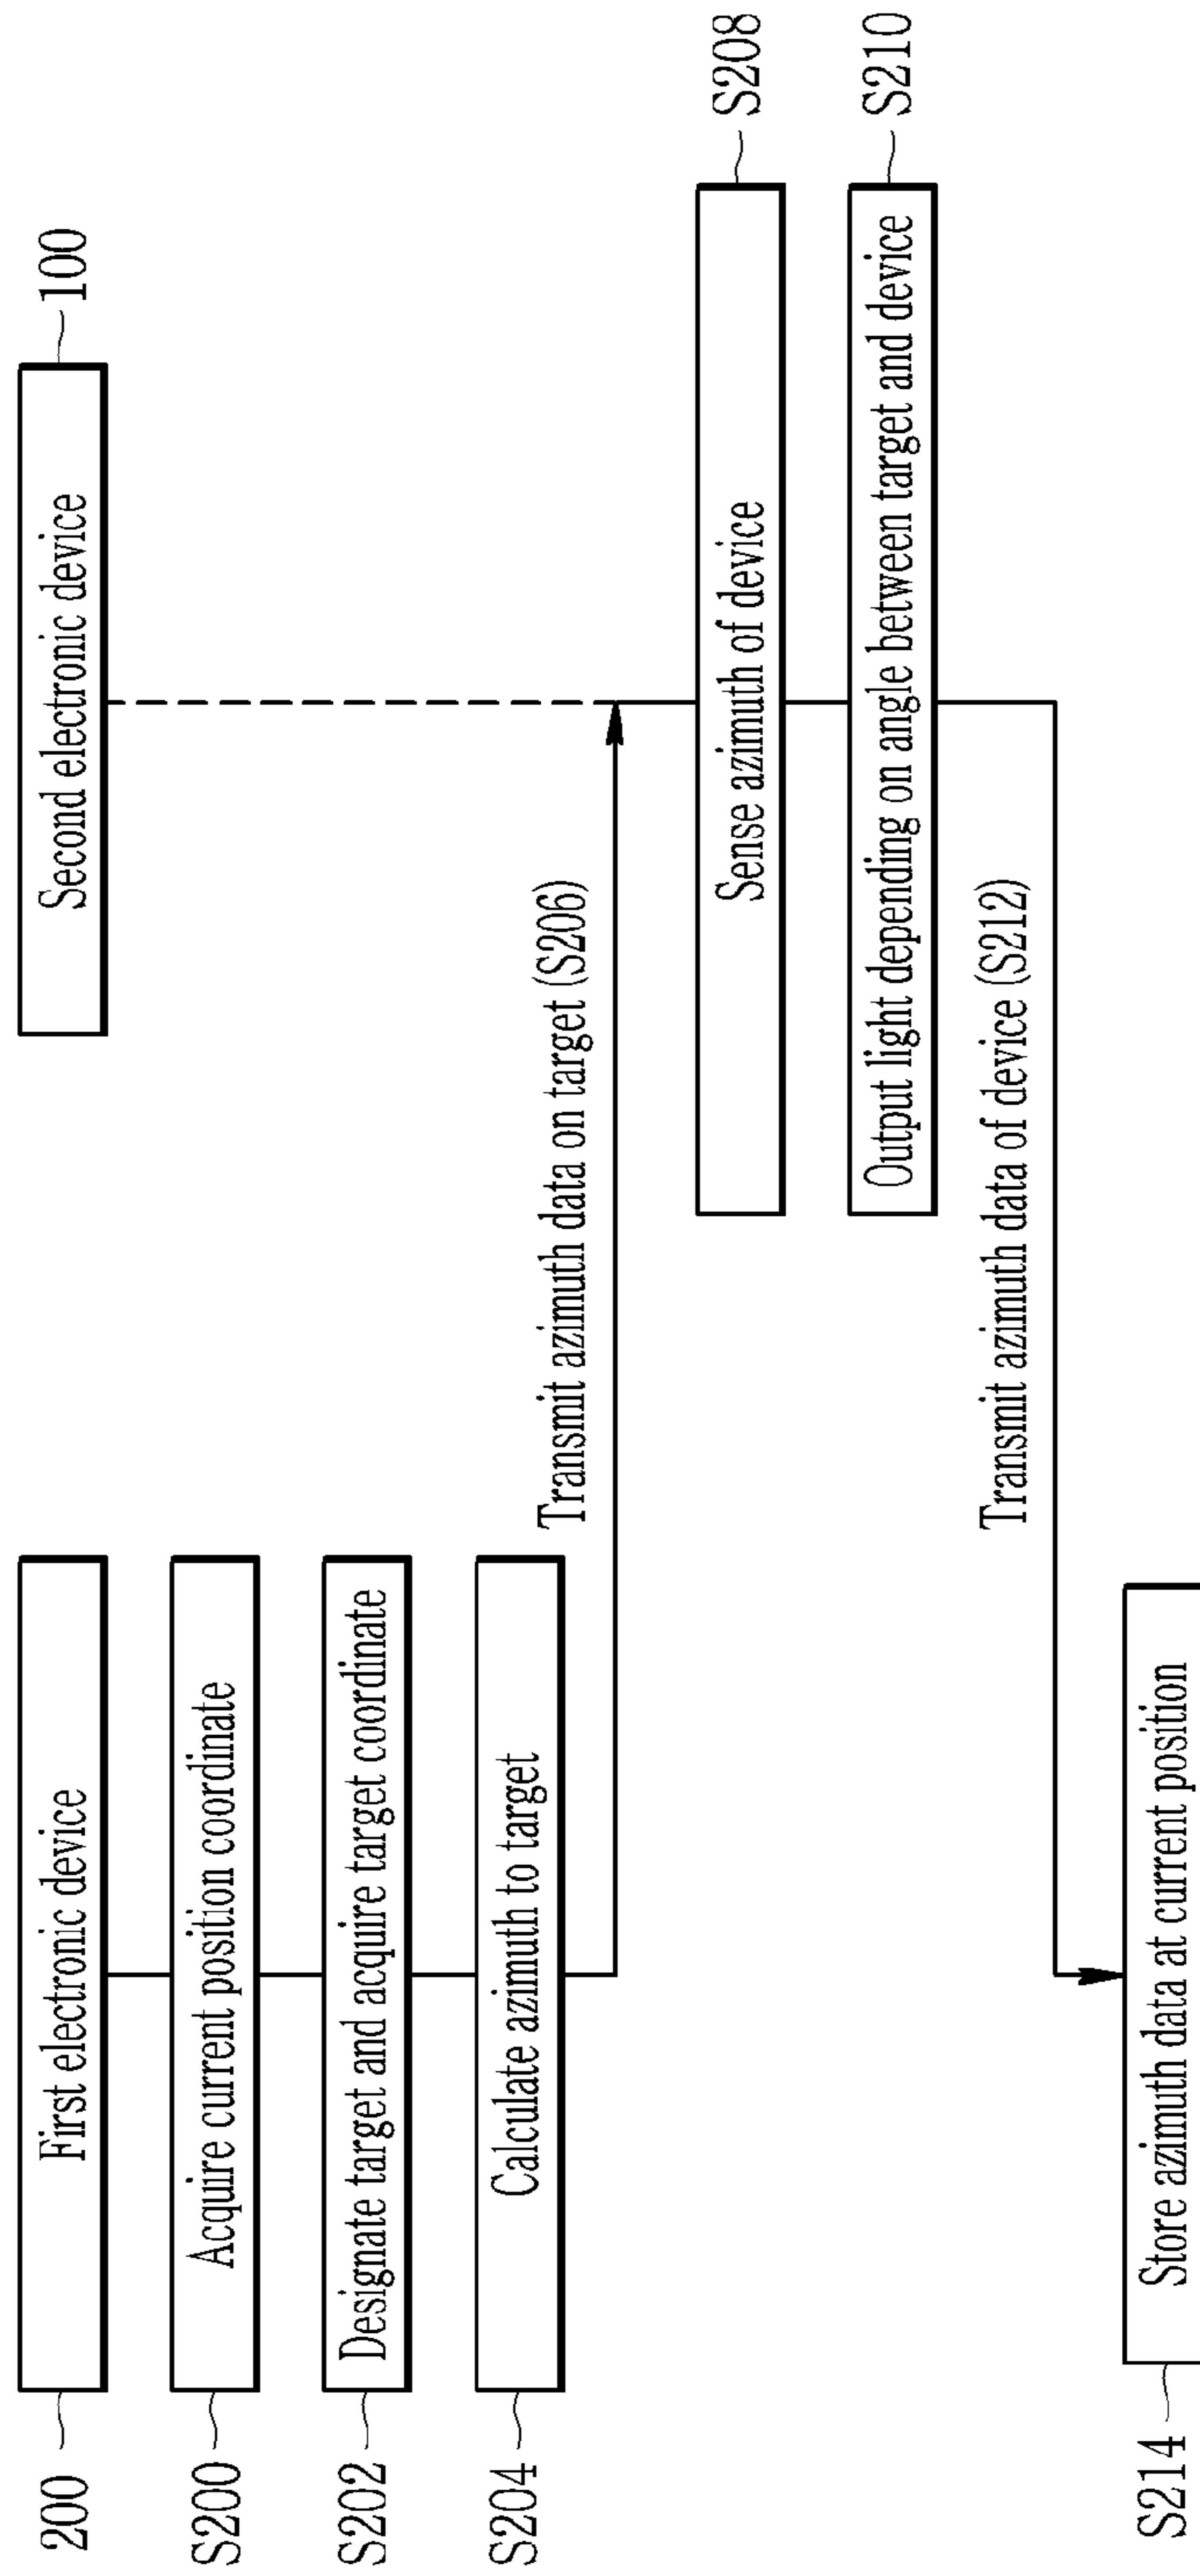 200
First electronic device
Second electronic device
100
S200
Acquire current position coordinate
S202
Designate target and acquire target coordinate
S204
Calculate azimuth to target
Transmit azimuth data on target (S206)
Sense azimuth of device
S208
Output light depending on angle between target and device
S210
Transmit azimuth data of device (S212)
S214
Store azimuth data at current position